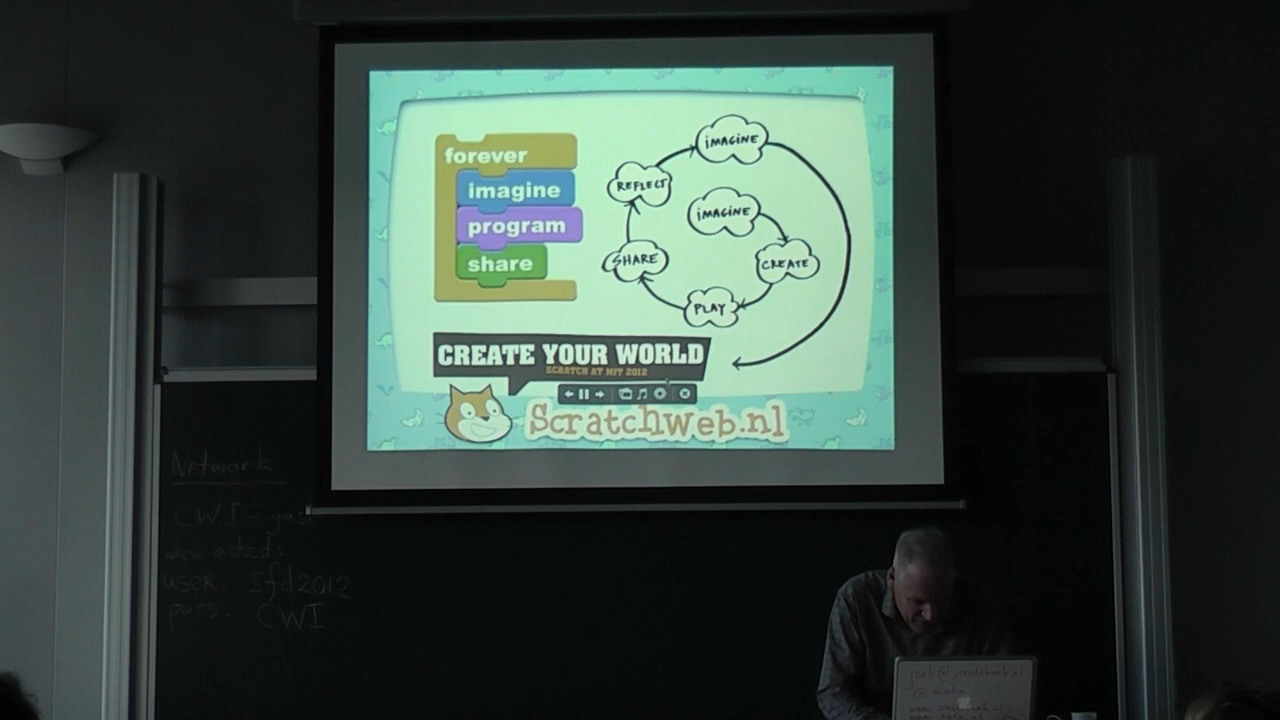 forever
imagine
program
share
IMAGINE
REFLECT
IMAGINE
SHARE
CREATE
PLAY
CREATE YOUR WORLD
SCRATCH AT MIT 2012
Scratchweb.nl
Network
CWI-gast
when asked:
user: sfd2012
pass: CWI